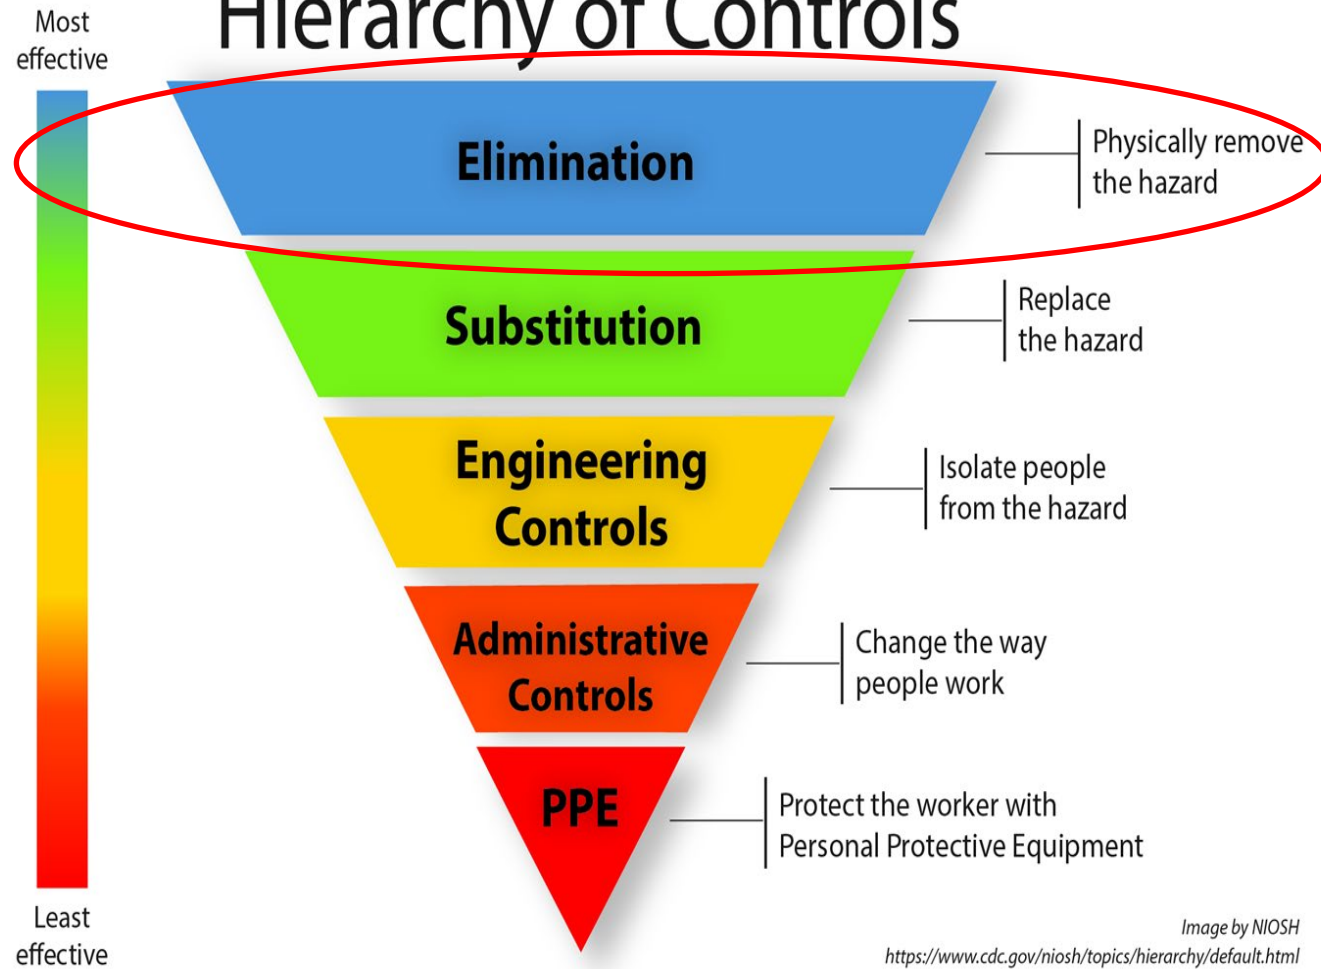 Hierarchy of Controls
Most
effective
Elimination
Physically remove
the hazard
Substitution
Replace
the hazard
Engineering
Controls
Isolate people
from the hazard
Administrative
Controls
Change the way
people work
PPE
Protect the worker with
Personal Protective Equipment
Least
effective
Image by NIOSH
https://www.cdc.gov/niosh/topics/hierarchy/default.html